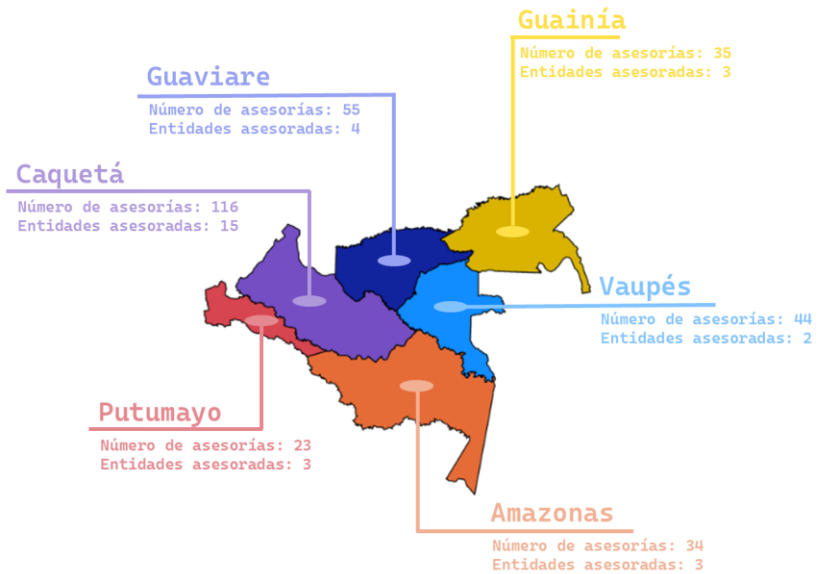 Guainía
Número de asesorías: 35
Entidades asesoradas: 3
Guaviare
Número de asesorías: 55
Entidades asesoradas: 4
Caquetá
Número de asesorías: 116
Entidades asesoradas: 15
Vaupés
Número de asesorías: 44
Entidades asesoradas: 2
Putumayo
Número de asesorías: 23
Entidades asesoradas: 3
Amazonas
Número de asesorías: 34
Entidades asesoradas: 3